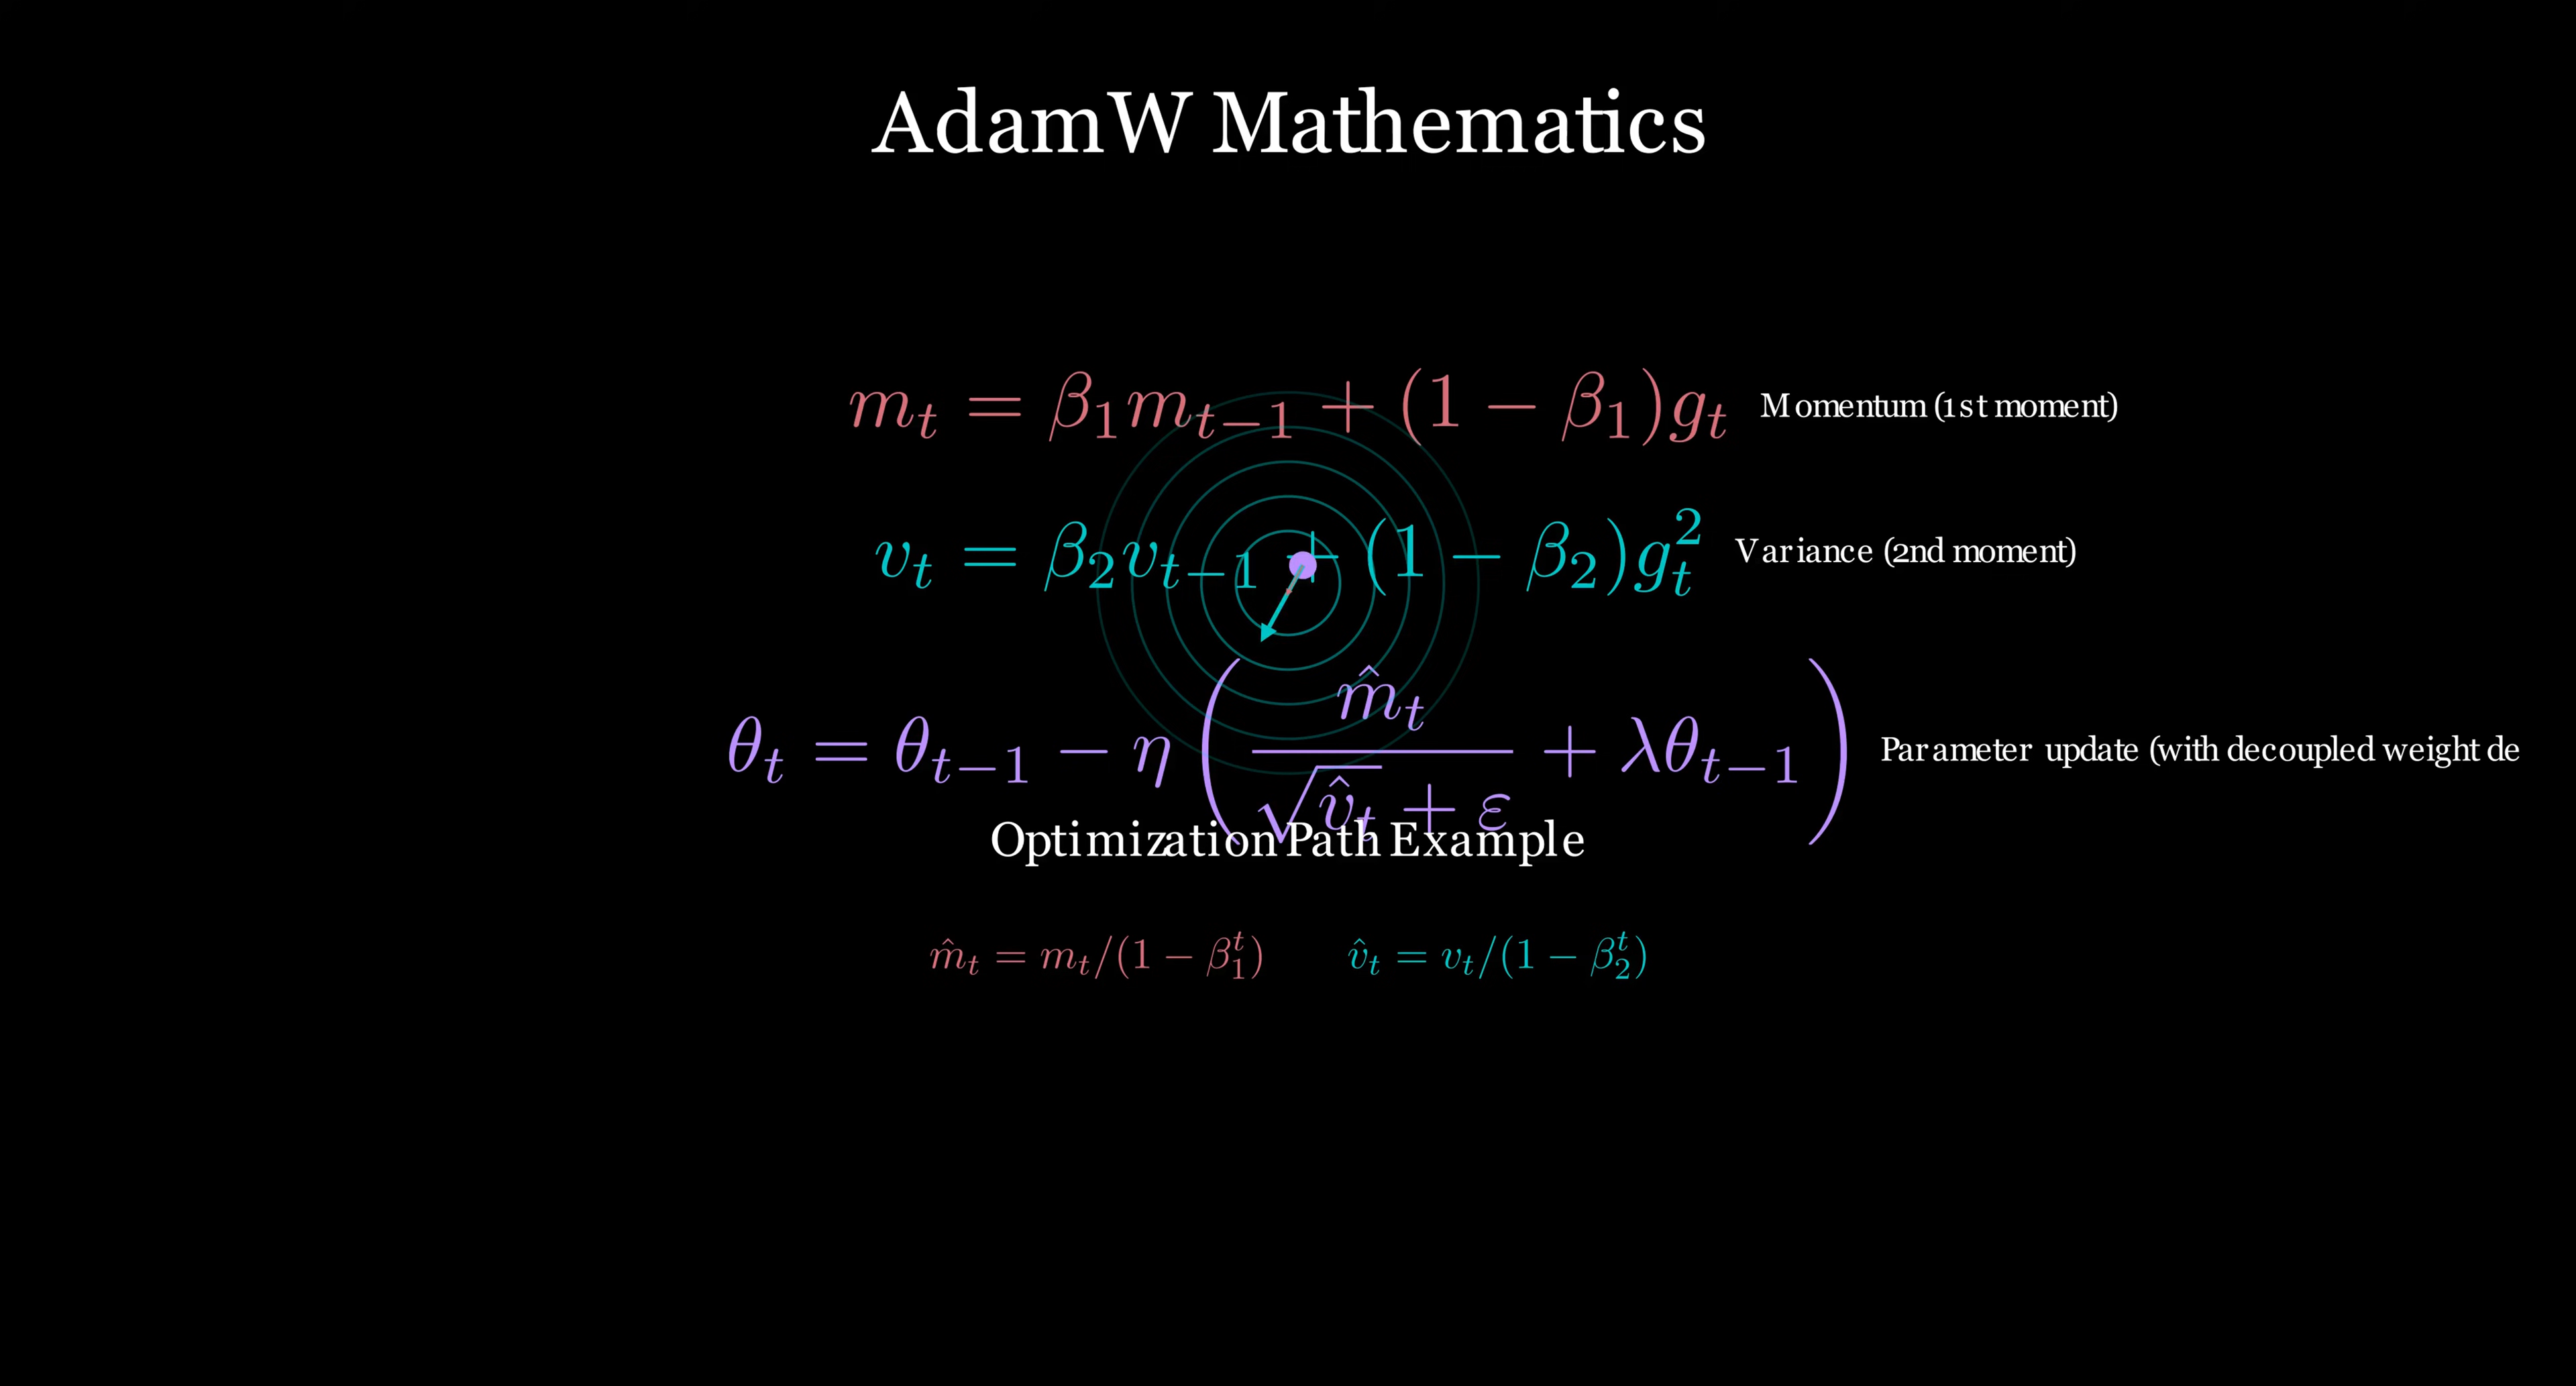 AdamW Mathematics
m_t = β_1 m_{t−1} + (1 − β_1)g_t Momentum (1st moment)
v_t = β_2 v_{t−1} + (1 − β_2)g_t^2 Variance (2nd moment)
θ_t = θ_{t−1} − η ( \frac{m̂_t}{\sqrt{v̂_t} + ε} + λθ_{t−1} ) Parameter update (with decoupled weight de
Optimization Path Example
m̂_t = m_t/(1 − β_1^t) v̂_t = v_t/(1 − β_2^t)